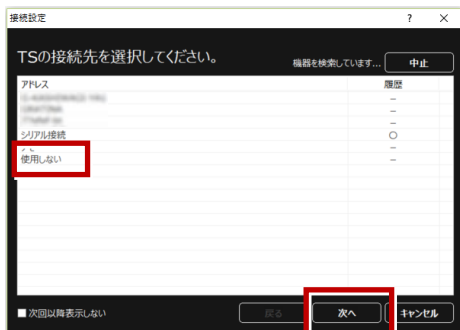 接続設定
?
×
TSの接続先を選択してください。
機器を検索しています... 中止
アドレス 履歴
–
–
–
シリアル接続 ○
–
使用しない –
次回以降表示しない 戻る 次へ キャンセル